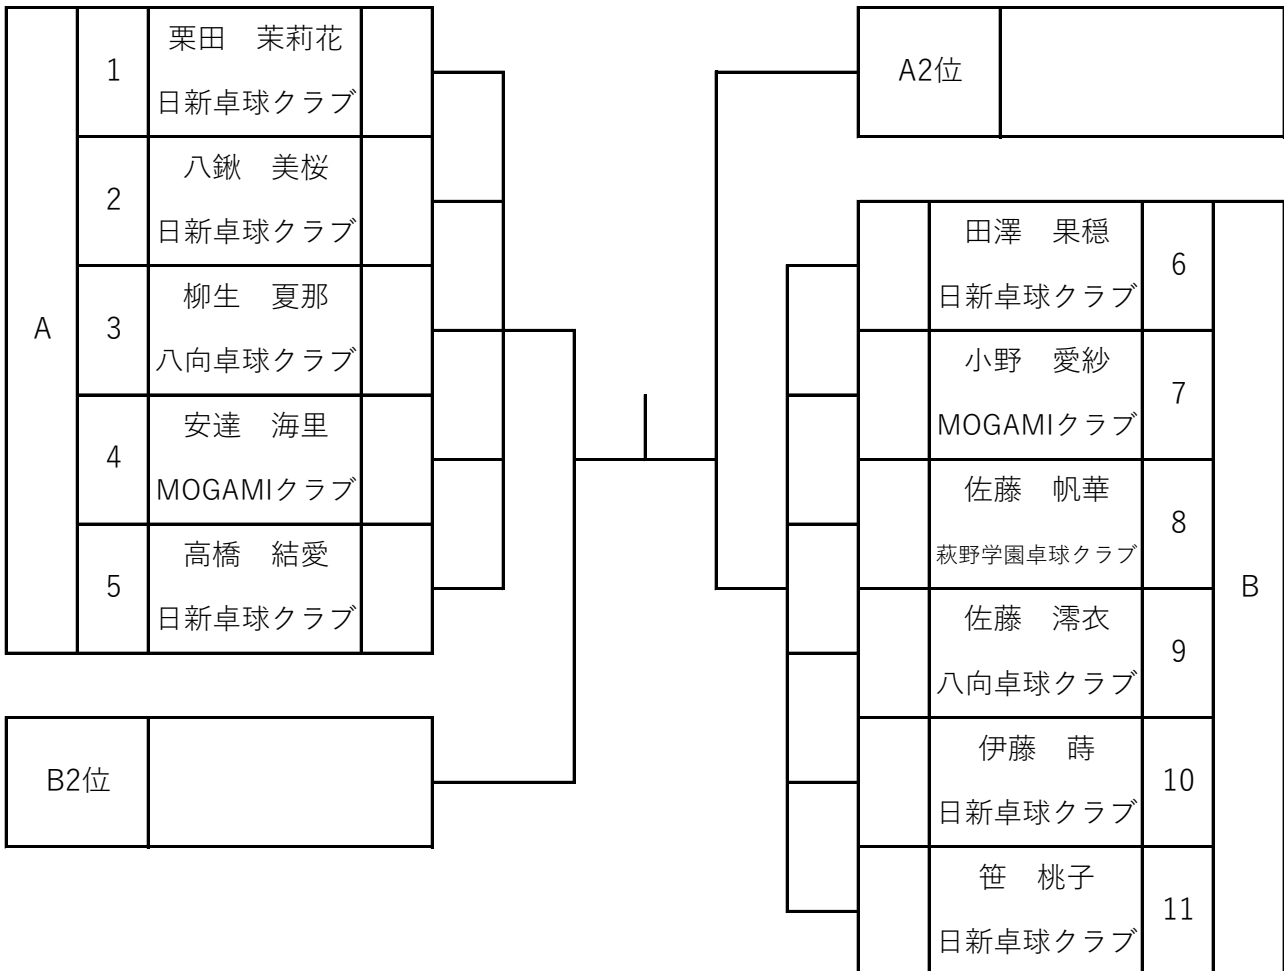 A
1
栗田　茉莉花
日新卓球クラブ
2
八鍬　美桜
日新卓球クラブ
3
柳生　夏那
八向卓球クラブ
4
安達　海里
MOGAMIクラブ
5
高橋　結愛
日新卓球クラブ
B2位
A2位
田澤　果穏
日新卓球クラブ
6
小野　愛紗
MOGAMIクラブ
7
佐藤　帆華
萩野学園卓球クラブ
8
佐藤　澪衣
八向卓球クラブ
9
伊藤　蒔
日新卓球クラブ
10
笹　桃子
日新卓球クラブ
11
B